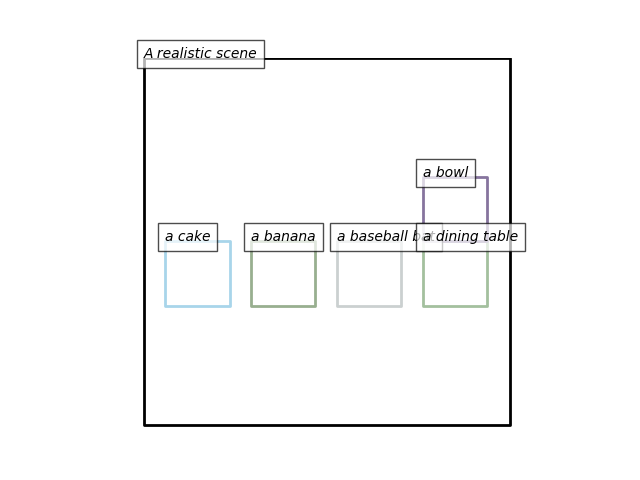 A realistic scene
a bowl
a cake
a banana
a baseball bat
a dining table